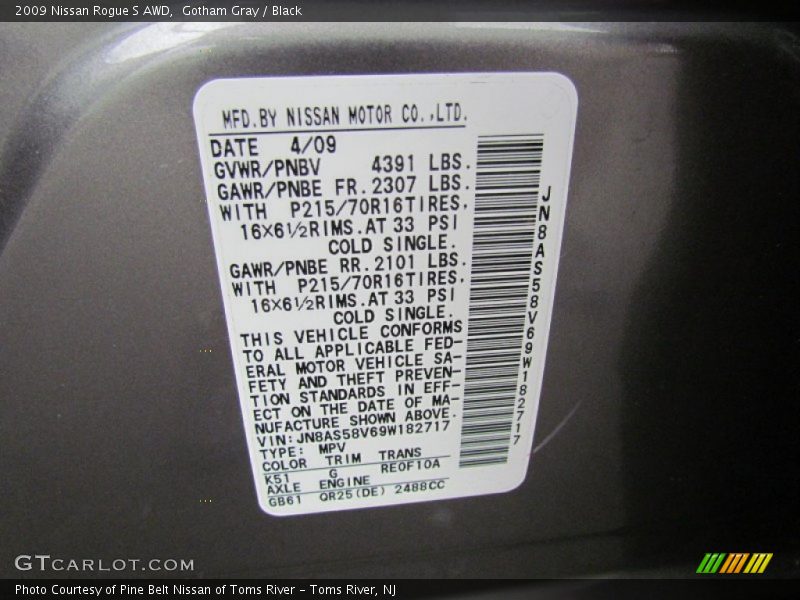 2009 Nissan Rogue S AWD,  Gotham Gray / Black
MFD.BY NISSAN MOTOR CO.,LTD.
DATE 4/09
GVWR/PNBV 4391 LBS.
GAWR/PNBE FR.2307 LBS.
WITH P215/70R16TIRES,
16×6½RIMS.AT 33 PSI
COLD SINGLE.
GAWR/PNBE RR.2101 LBS.
WITH P215/70R16TIRES.
16×6½RIMS.AT 33 PSI
COLD SINGLE.
THIS VEHICLE CONFORMS
TO ALL APPLICABLE FED-
ERAL MOTOR VEHICLE SA-
FETY AND THEFT PREVEN-
TION STANDARDS IN EFF-
ECT ON THE DATE OF MA-
NUFACTURE SHOWN ABOVE.
VIN:JN8AS58V69W182717
TYPE: MPV
COLOR TRIM TRANS
K51 G RE0F10A
AXLE ENGINE
GB61 QR25(DE) 2488CC
JN8AS58V69W182717
GTCARLOT.COM
Photo Courtesy of Pine Belt Nissan of Toms River – Toms River, NJ